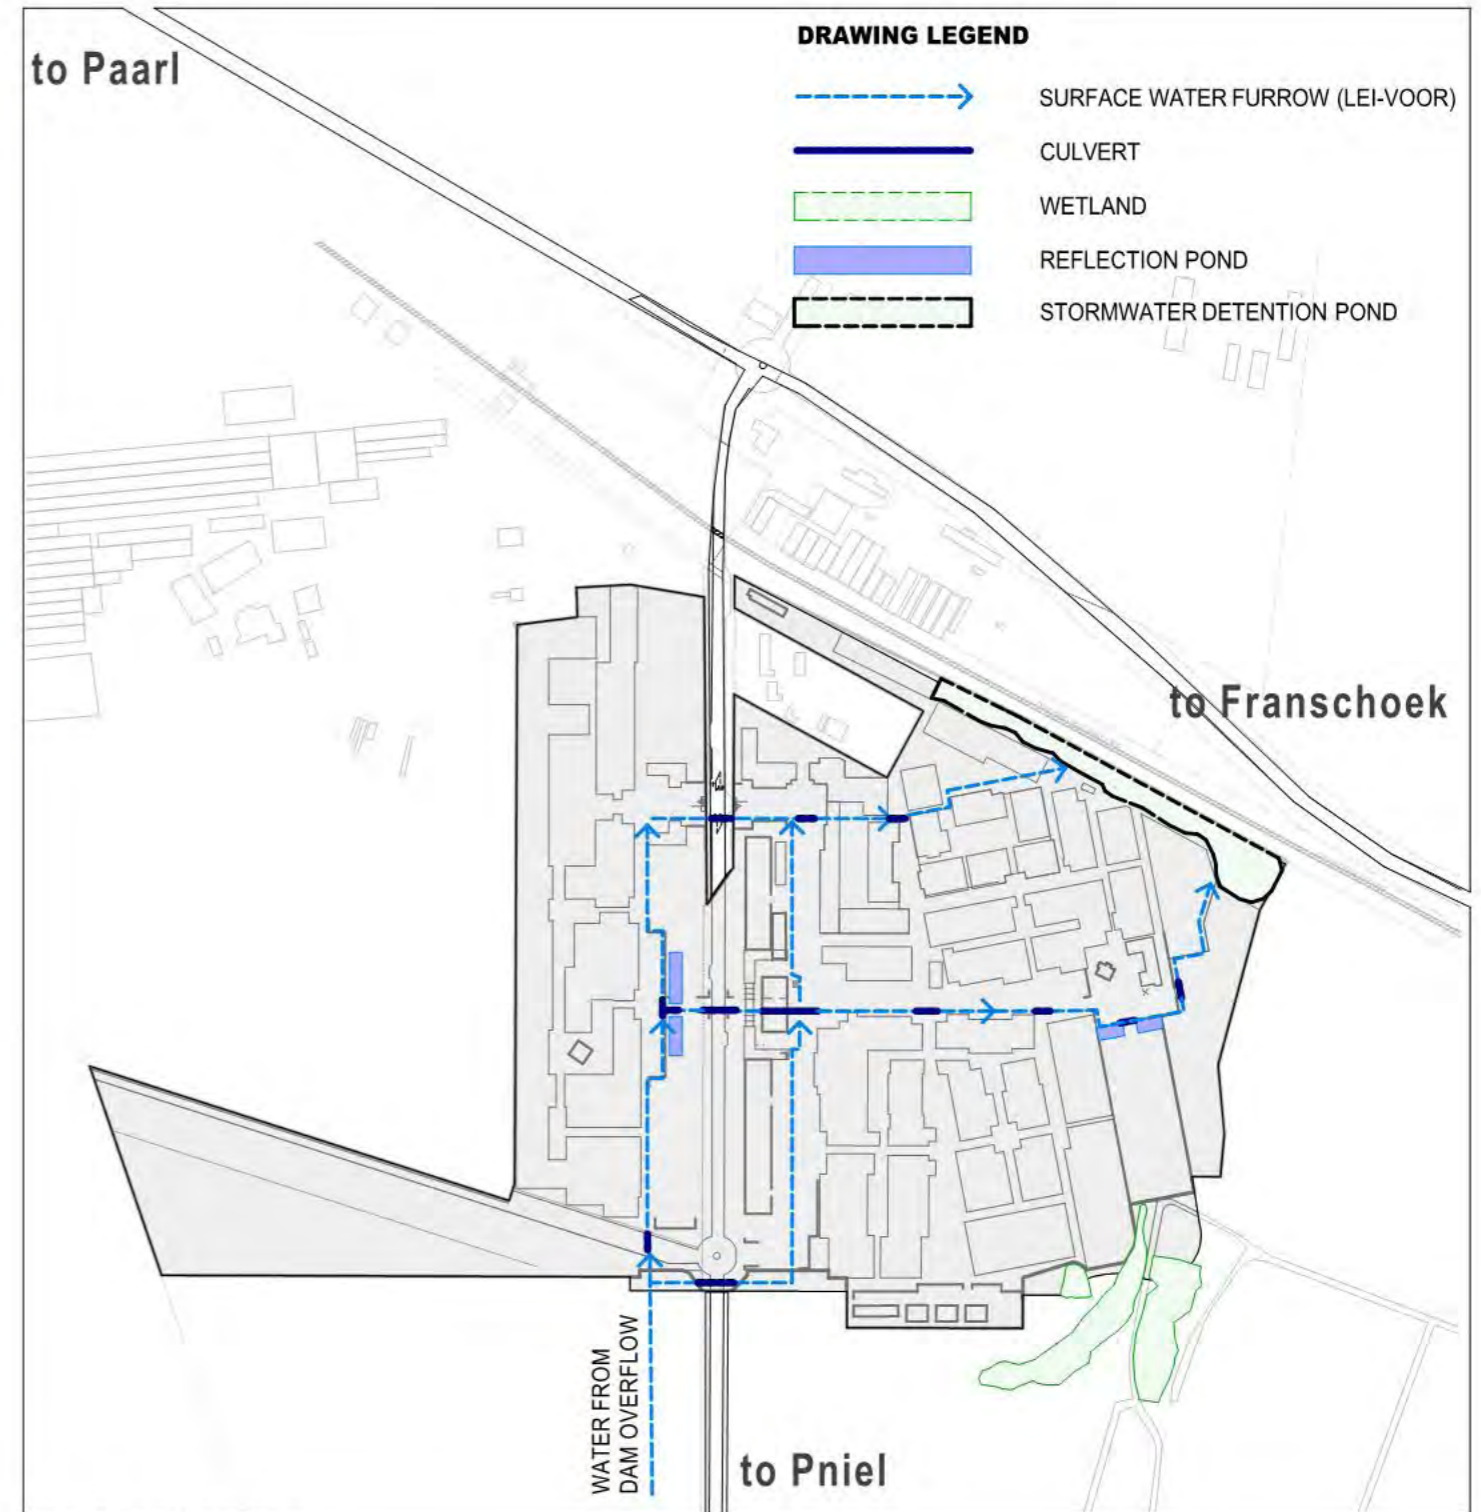 to Paarl
DRAWING LEGEND
SURFACE WATER FURROW (LEI-VOOR)
CULVERT
WETLAND
REFLECTION POND
STORMWATER DETENTION POND
to Franschoek
WATER FROM
DAM OVERFLOW
to Pniel